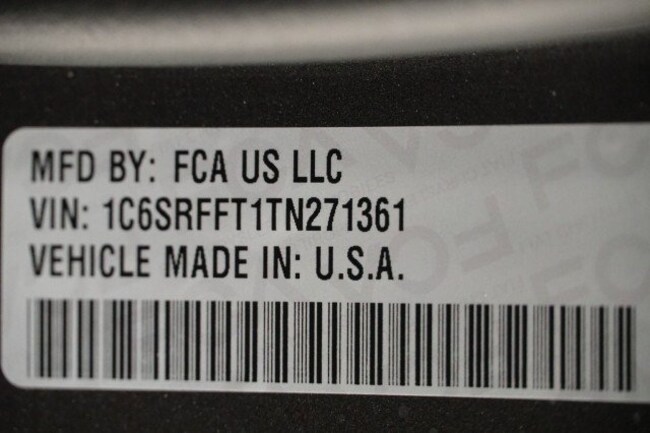 MFD BY: FCA US LLC
VIN: 1C6SRFFT1TN271361
VEHICLE MADE IN: U.S.A.